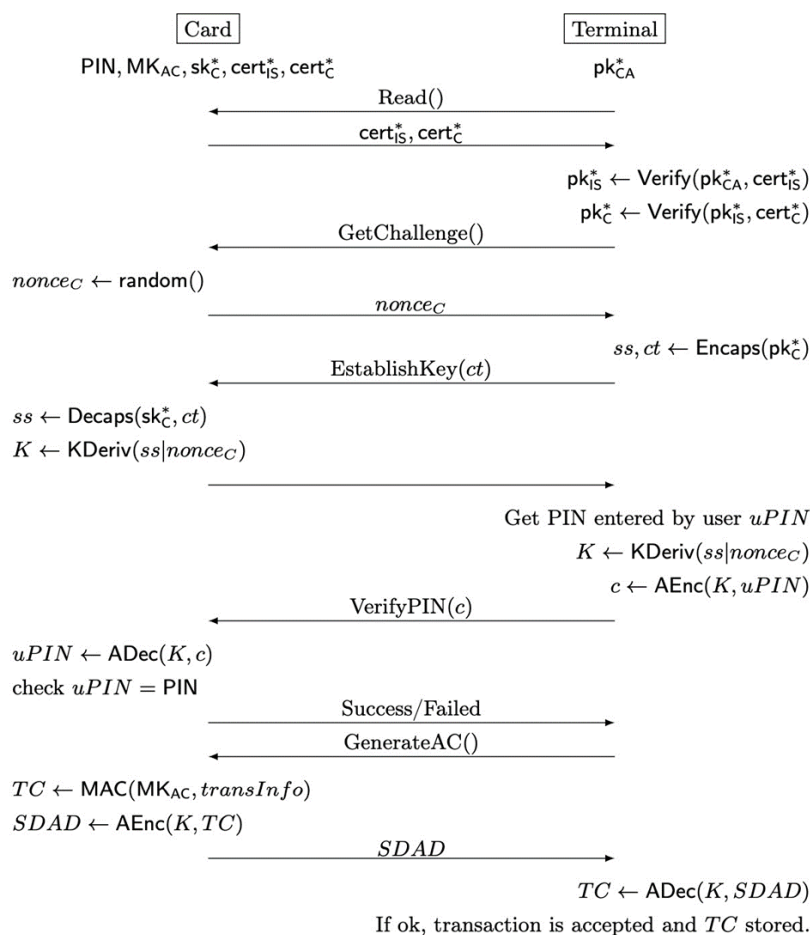 Card Terminal
PIN, MK_AC, sk*_C, cert*_IS, cert*_C pk*_CA
Read()
cert*_IS, cert*_C
pk*_IS ← Verify(pk*_CA, cert*_IS)
pk*_C ← Verify(pk*_IS, cert*_C)
GetChallenge()
nonce_C ← random()
nonce_C
ss, ct ← Encaps(pk*_C)
EstablishKey(ct)
ss ← Decaps(sk*_C, ct)
K ← KDeriv(ss|nonce_C)
Get PIN entered by user uPIN
K ← KDeriv(ss|nonce_C)
c ← AEnc(K, uPIN)
VerifyPIN(c)
uPIN ← ADec(K, c)
check uPIN = PIN
Success/Failed
GenerateAC()
TC ← MAC(MK_AC, transInfo)
SDAD ← AEnc(K, TC)
SDAD
TC ← ADec(K, SDAD)
If ok, transaction is accepted and TC stored.